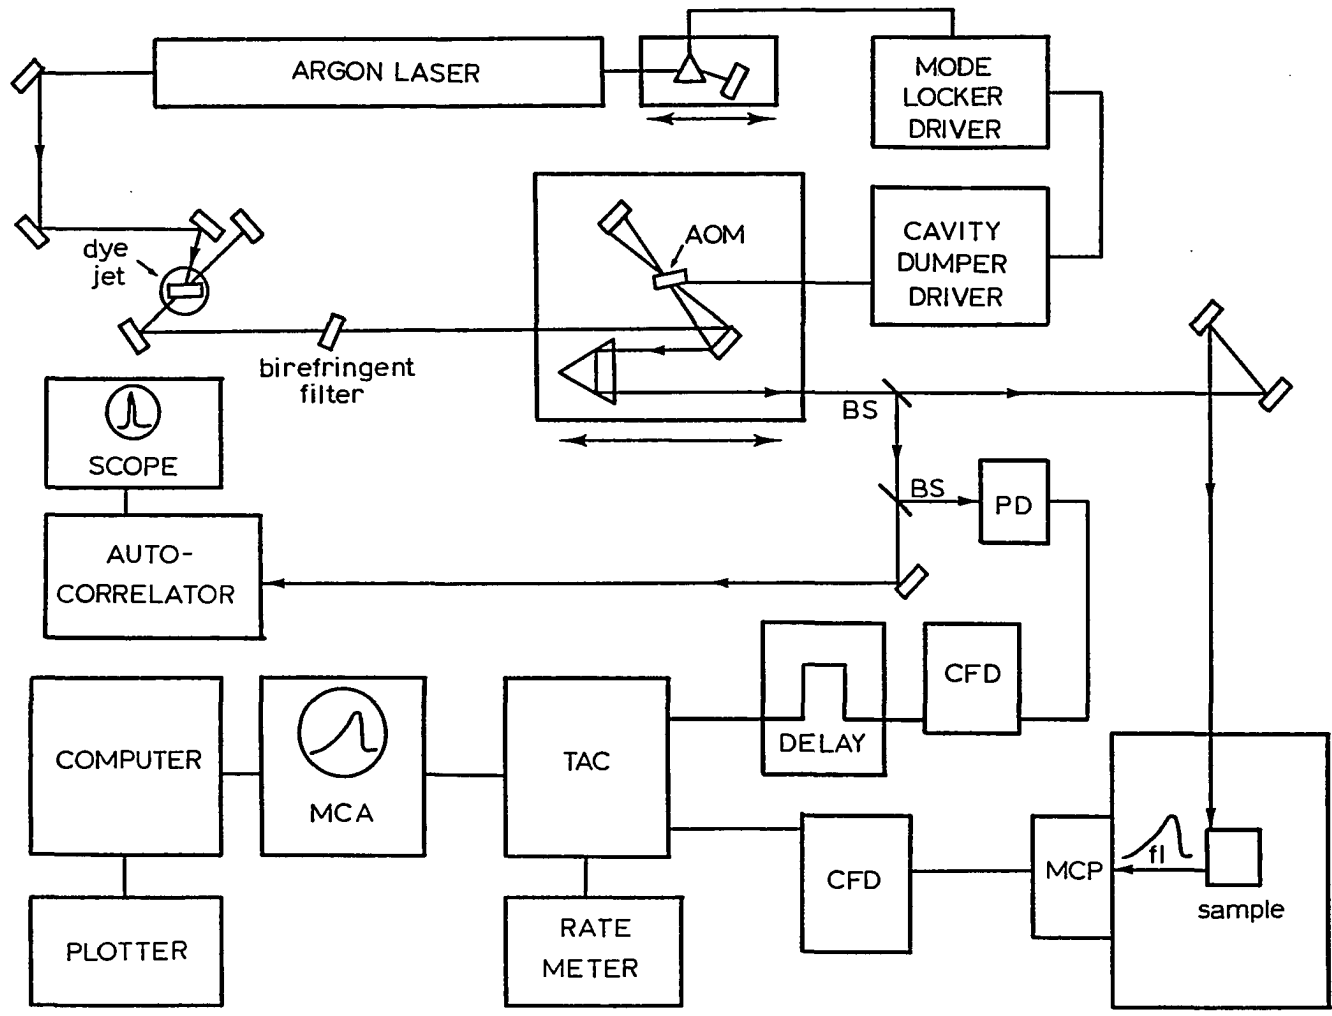 ARGON LASER
MODE
LOCKER
DRIVER
dye
jet
AOM
CAVITY
DUMPER
DRIVER
birefringent
filter
BS
SCOPE
BS
PD
AUTO-
CORRELATOR
CFD
DELAY
COMPUTER
MCA
TAC
CFD
MCP
fl
sample
PLOTTER
RATE
METER